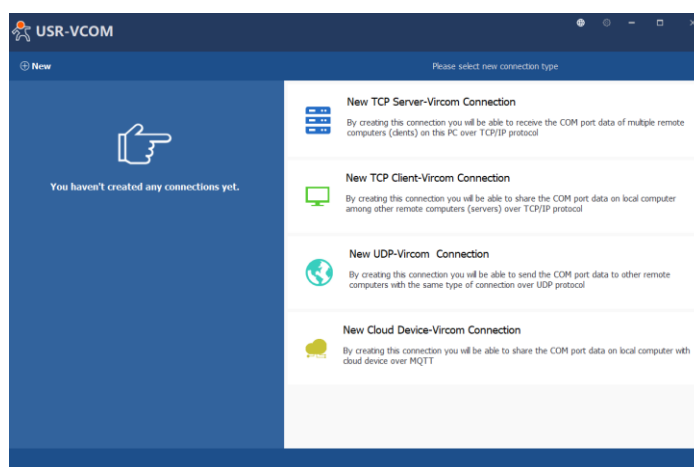 USR-VCOM
New
Please select new connection type
You haven't created any connections yet.
New TCP Server-Vircom Connection
By creating this connection you will be able to receive the COM port data of multiple remote
computers (clients) on this PC over TCP/IP protocol
New TCP Client-Vircom Connection
By creating this connection you will be able to share the COM port data on local computer
among other remote computers (servers) over TCP/IP protocol
New UDP-Vircom Connection
By creating this connection you will be able to send the COM port data to other remote
computers with the same type of connection over UDP protocol
New Cloud Device-Vircom Connection
By creating this connection you will be able to share the COM port data on local computer with
cloud device over MQTT